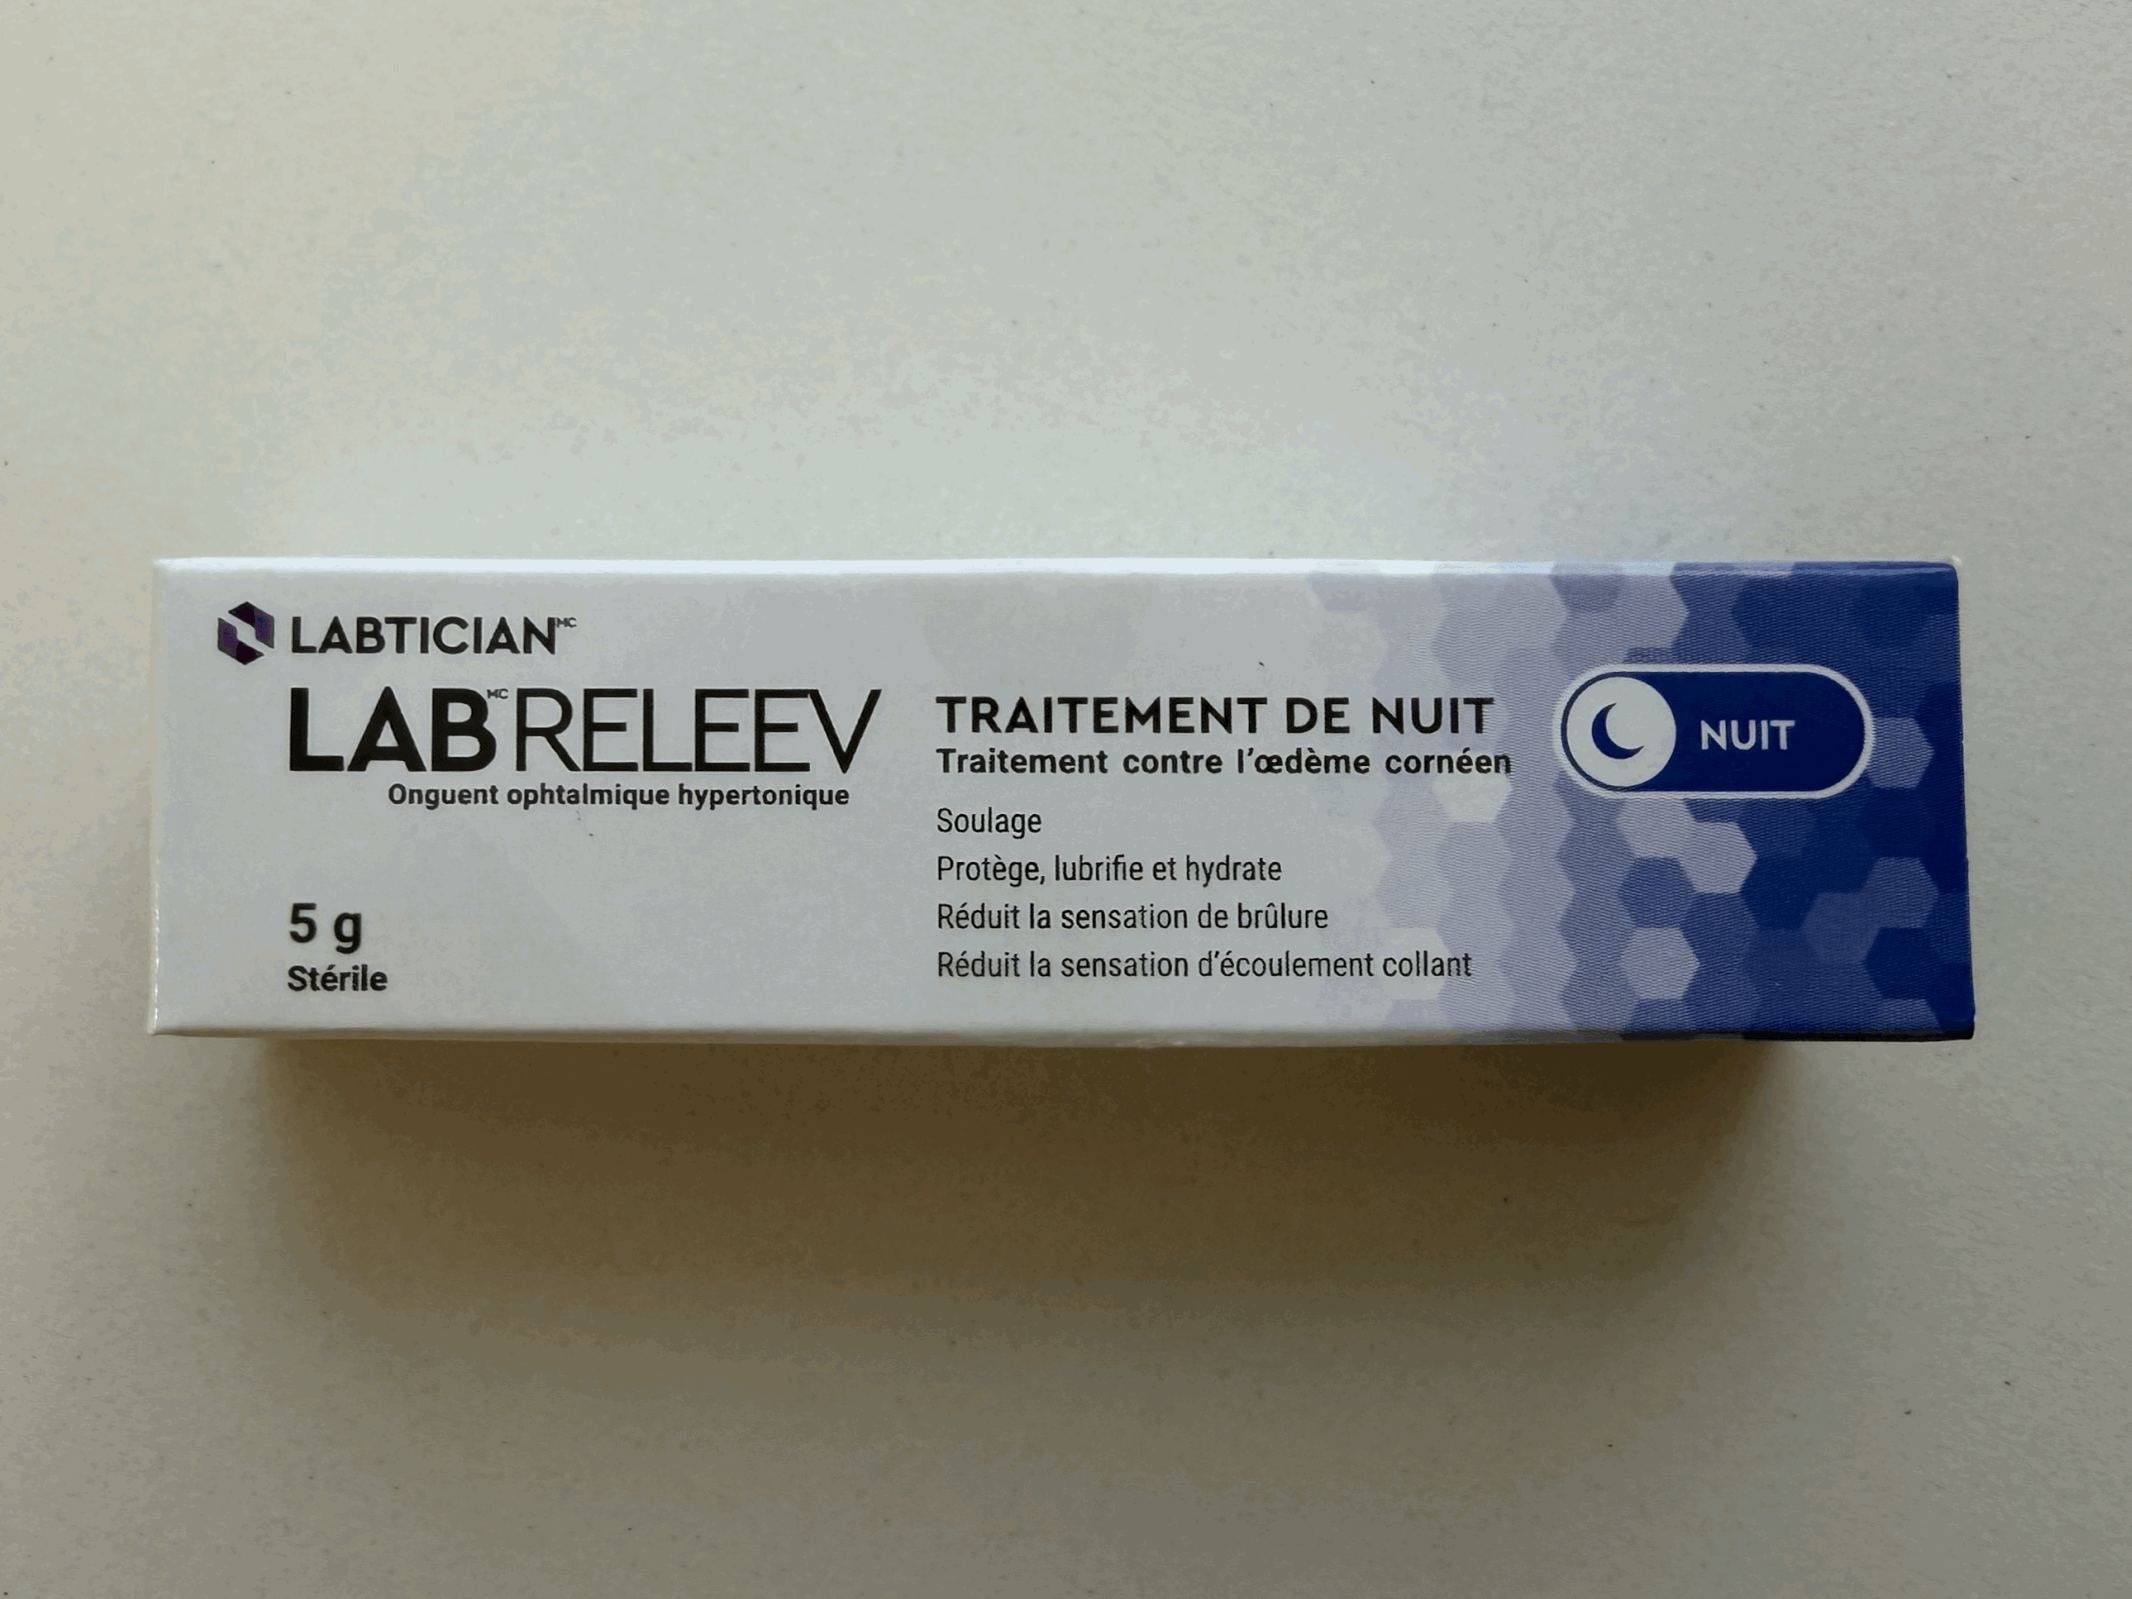 LABTICIAN MC
LAB MC RELEEV
Onguent ophtalmique hypertonique
5 g
Stérile
TRAITEMENT DE NUIT
Traitement contre l'œdème cornéen
Soulage
Protège, lubrifie et hydrate
Réduit la sensation de brûlure
Réduit la sensation d'écoulement collant
NUIT